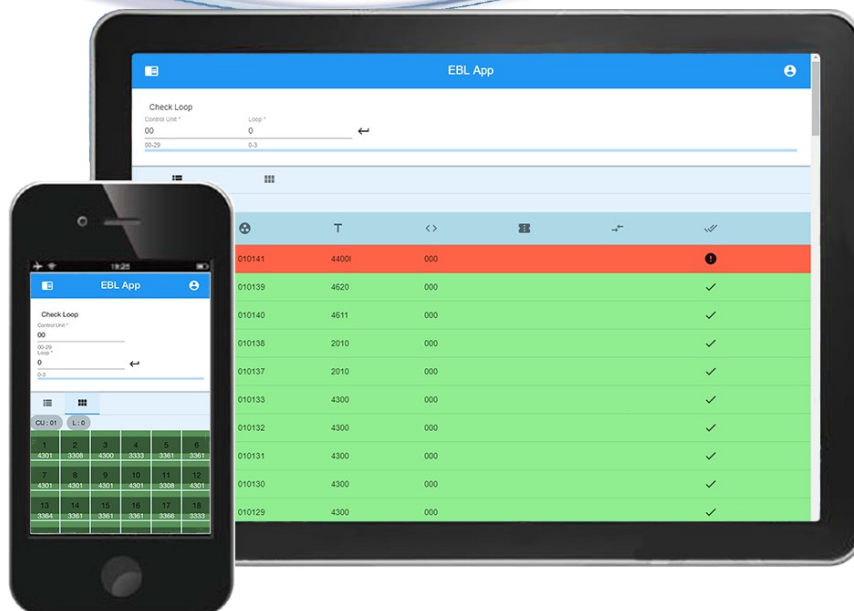 EBL App
Check Loop
Control Unit * Loop *
00 0
00-29 0-3
010141 4400I 000
010139 4620 000
010140 4611 000
010138 2010 000
010137 2010 000
010133 4300 000
010132 4300 000
010131 4300 000
010130 4300 000
010129 4300 000
19:25
EBL App
Check Loop
Control Unit *
00
00-29
Loop *
0
0-3
CU : 01 L : 0
1 2 3 4 5 6
4301 3308 4300 3333 3361 3361
7 8 9 10 11 12
4301 4301 4301 4301 3308 4301
13 14 15 16 17 18
3364 3361 3361 3361 3366 3333